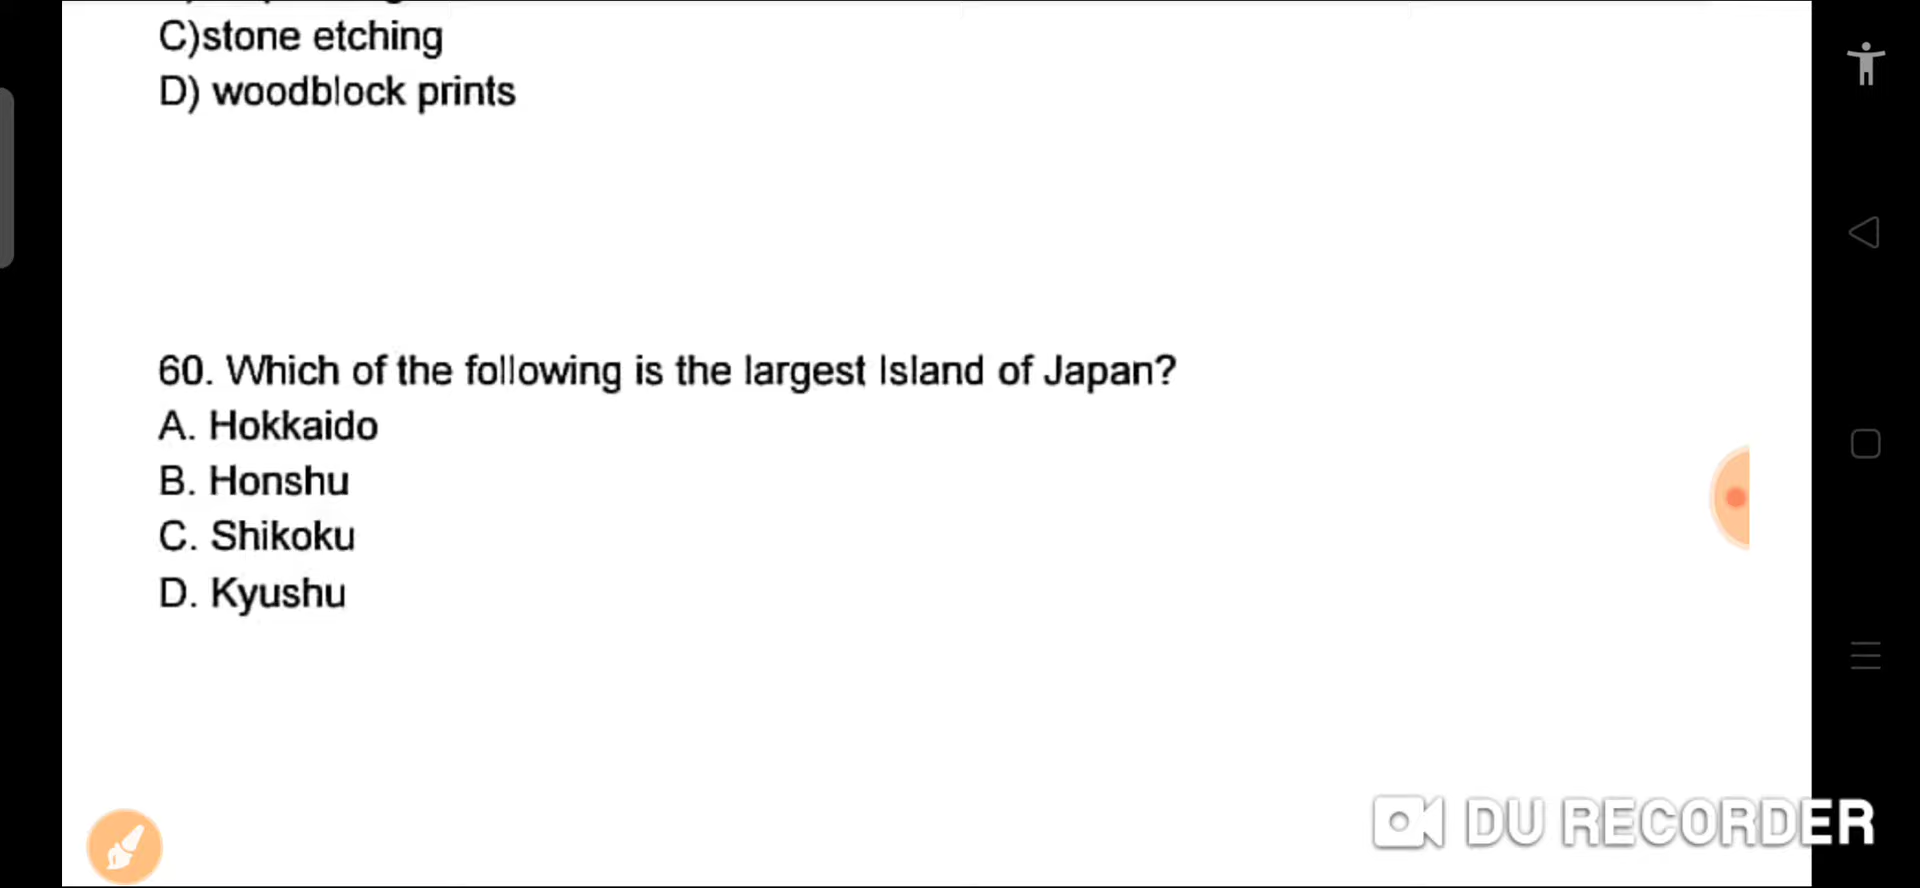 C)stone etching
D) woodblock prints
60. Which of the following is the largest Island of Japan?
A. Hokkaido
B. Honshu
C. Shikoku
D. Kyushu
DU RECORDER